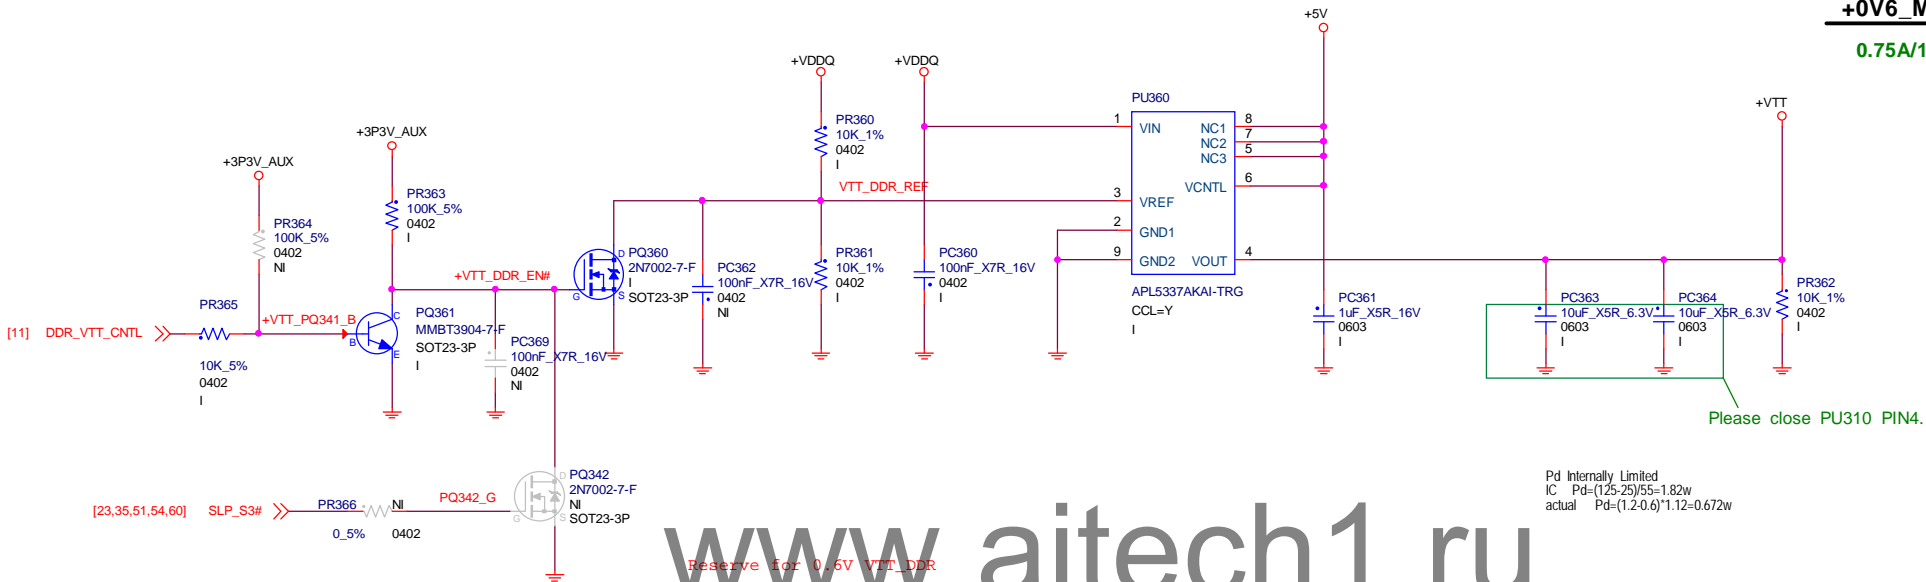 +0V6_M
0.75A/1
+5V
+VDDQ
+VDDQ
+VTT
PU360
1
VIN
NC1
8
NC2
7
NC3
5
VCNTL
6
3
VREF
2
GND1
9
GND2
VOUT
4
APL5337AKAI-TRG
CCL=Y
I
+3P3V_AUX
+3P3V_AUX
PR360
10K_1%
0402
I
PR363
100K_5%
0402
I
PR364
100K_5%
0402
NI
VTT_DDR_REF
PQ360
2N7002-7-F
I
SOT23-3P
D
G
S
PC362
100nF_X7R_16V
0402
NI
PR361
10K_1%
0402
I
PC360
100nF_X7R_16V
0402
I
PC361
1uF_X5R_16V
0603
I
PC363
10uF_X5R_6.3V
0603
I
PC364
10uF_X5R_6.3V
0603
I
PR362
10K_1%
0402
I
+VTT_DDR_EN#
PR365
10K_5%
0402
I
+VTT_PQ341_B
[11] DDR_VTT_CNTL
PQ361
MMBT3904-7-F
SOT23-3P
I
C
B
E
PC369
100nF_X7R_16V
0402
NI
Please close PU310 PIN4.
[23,35,51,54,60] SLP_S3#
PR366
NI
0_5%
0402
PQ342_G
PQ342
2N7002-7-F
NI
SOT23-3P
D
G
S
Pd Internally Limited
IC Pd=(125-25)/55=1.82w
actual Pd=(1.2-0.6)*1.12=0.672w
Reserve for 0.6V VTT_DDR
www.aitech1.ru